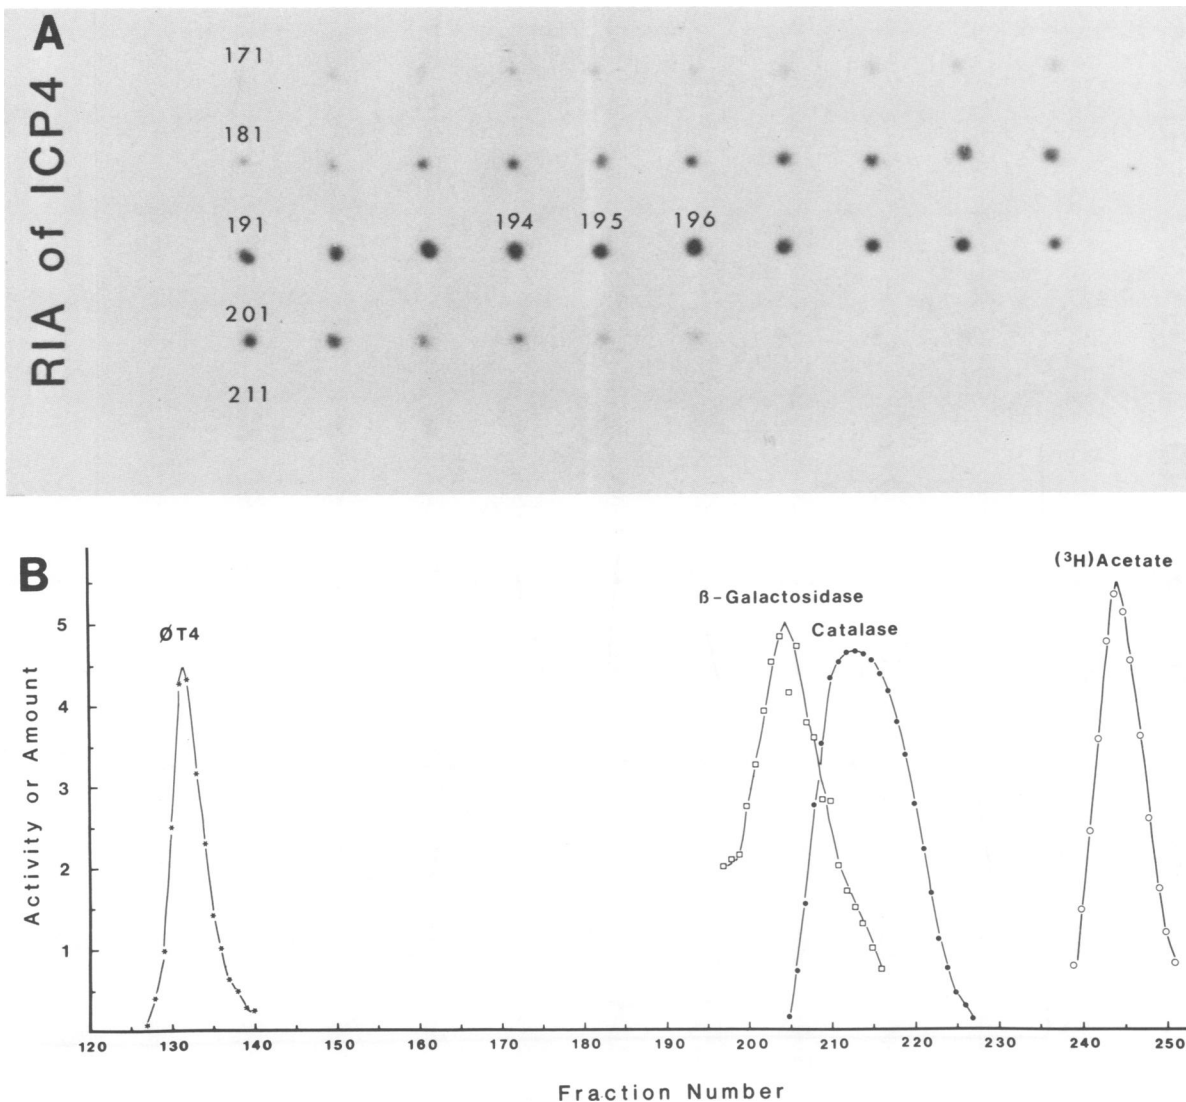 A
RIA of ICP4
171
181
191 194 195 196
201
211
B
(³H)Acetate
ß-Galactosidase
ØT4 Catalase
5
4
3
2
1
Activity or Amount
120 130 140 150 160 170 180 190 200 210 220 230 240 250
Fraction Number